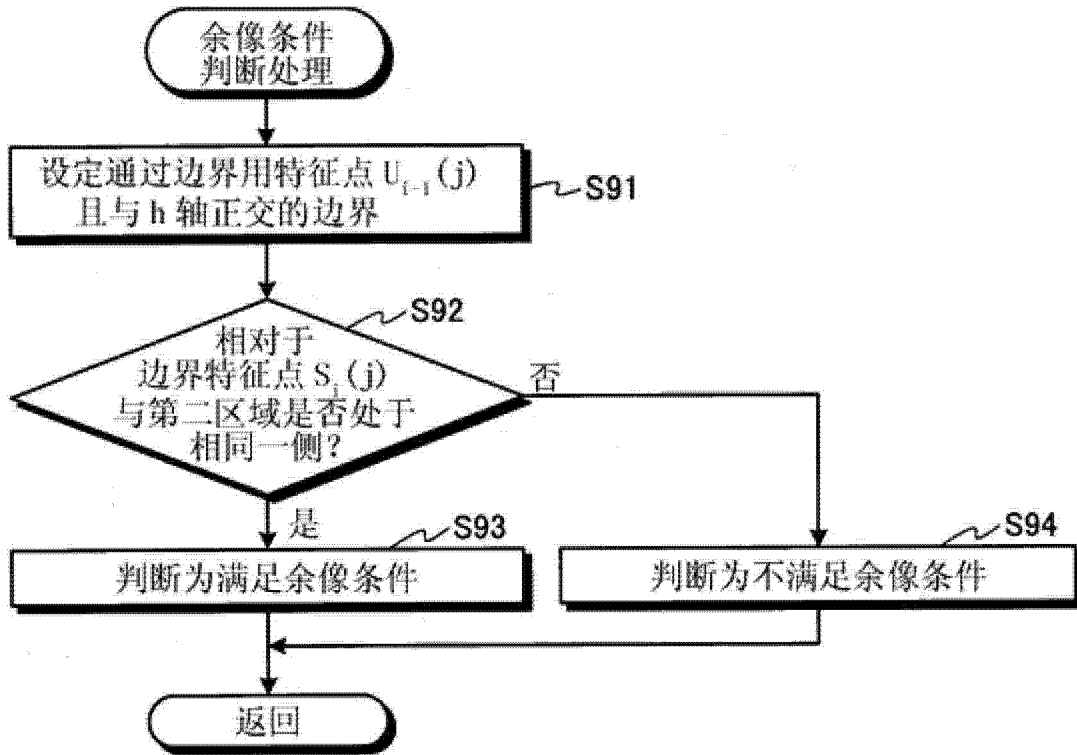 余像条件
判断处理
设定通过边界用特征点 U_{i-1}(j)
且与 h 轴正交的边界
S91
S92
相对于
边界特征点 S_i(j)
与第二区域是否处于
相同一侧?
否
是
S93
判断为满足余像条件
S94
判断为不满足余像条件
返回